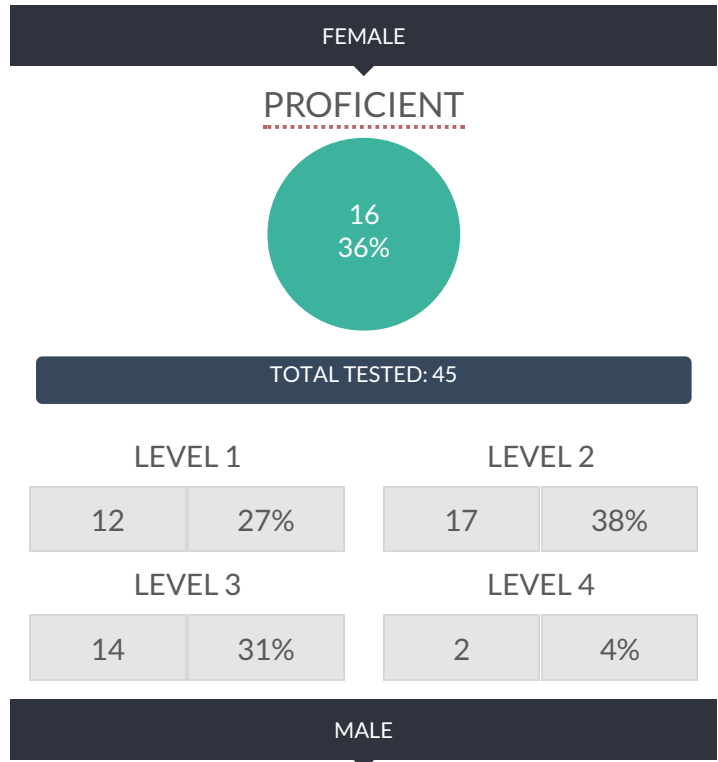 FEMALE
PROFICIENT
16
36%
TOTAL TESTED: 45
LEVEL 1
12 27%
LEVEL 2
17 38%
LEVEL 3
14 31%
LEVEL 4
2 4%
MALE